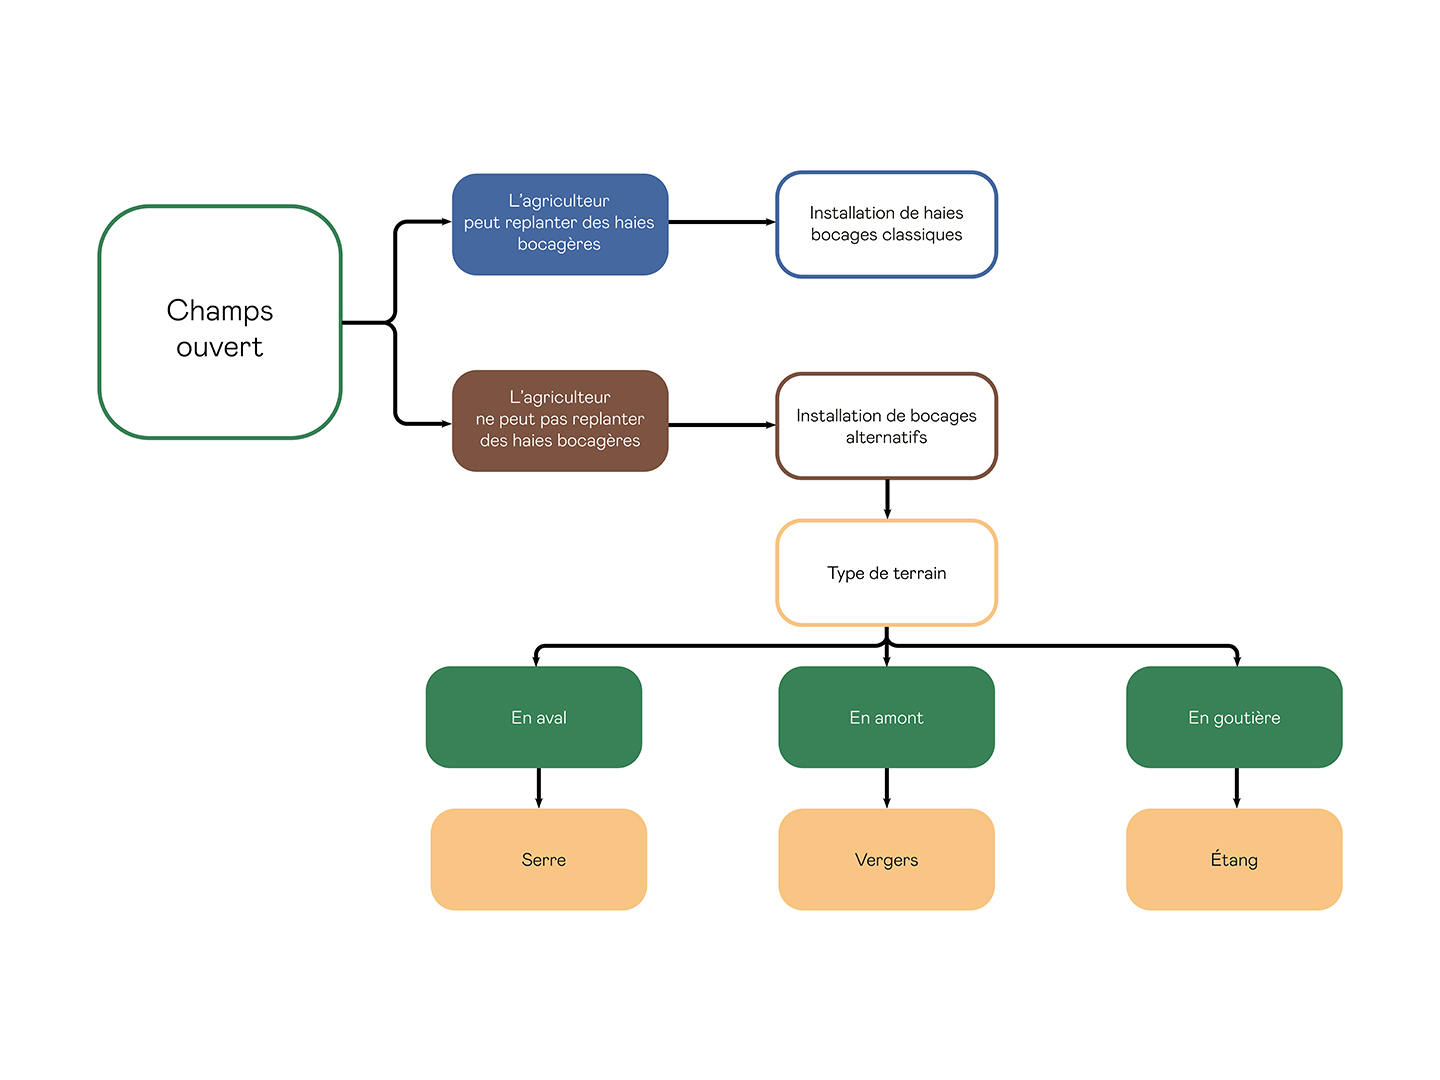 Champs
ouvert
L'agriculteur
peut replanter des haies
bocagères
Installation de haies
bocages classiques
L'agriculteur
ne peut pas replanter
des haies bocagères
Installation de bocages
alternatifs
Type de terrain
En aval
En amont
En goutière
Serre
Vergers
Étang